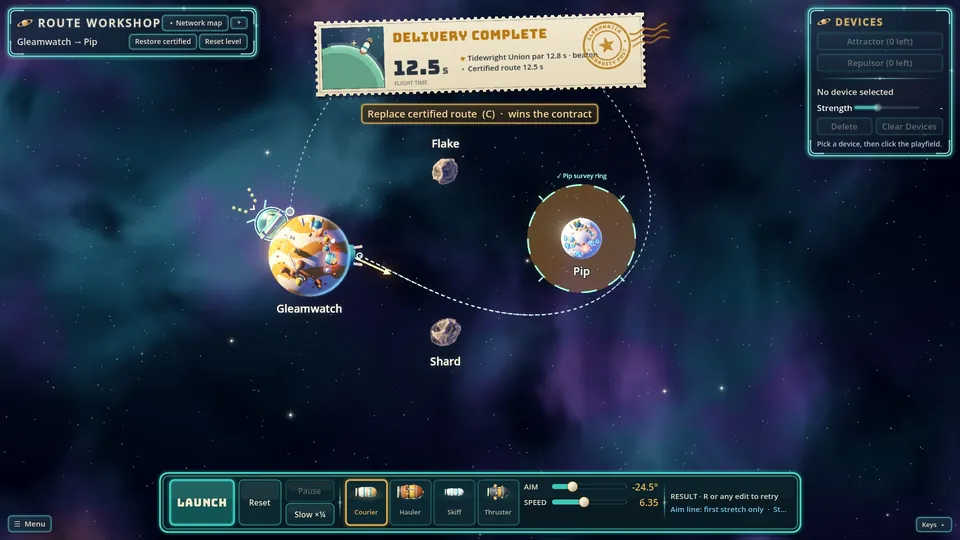 ROUTE WORKSHOP
• Network map
+
Gleamwatch → Pip
Restore certified
Reset level
DELIVERY COMPLETE
12.5 s
FLIGHT TIME
★ Tidewright Union par 12.8 s · beaten
• Certified route 12.5 s
Replace certified route (C) · wins the contract
DEVICES
Attractor (0 left)
Repulsor (0 left)
No device selected
Strength
-
Delete
Clear Devices
Pick a device, then click the playfield.
Flake
✓ Pip survey ring
Pip
Gleamwatch
Shard
LAUNCH
Reset
Pause
Slow ×¼
Courier
Hauler
Skiff
Thruster
AIM
-24.5°
SPEED
6.35
RESULT · R or any edit to retry
Aim line: first stretch only · St...
☰ Menu
Keys